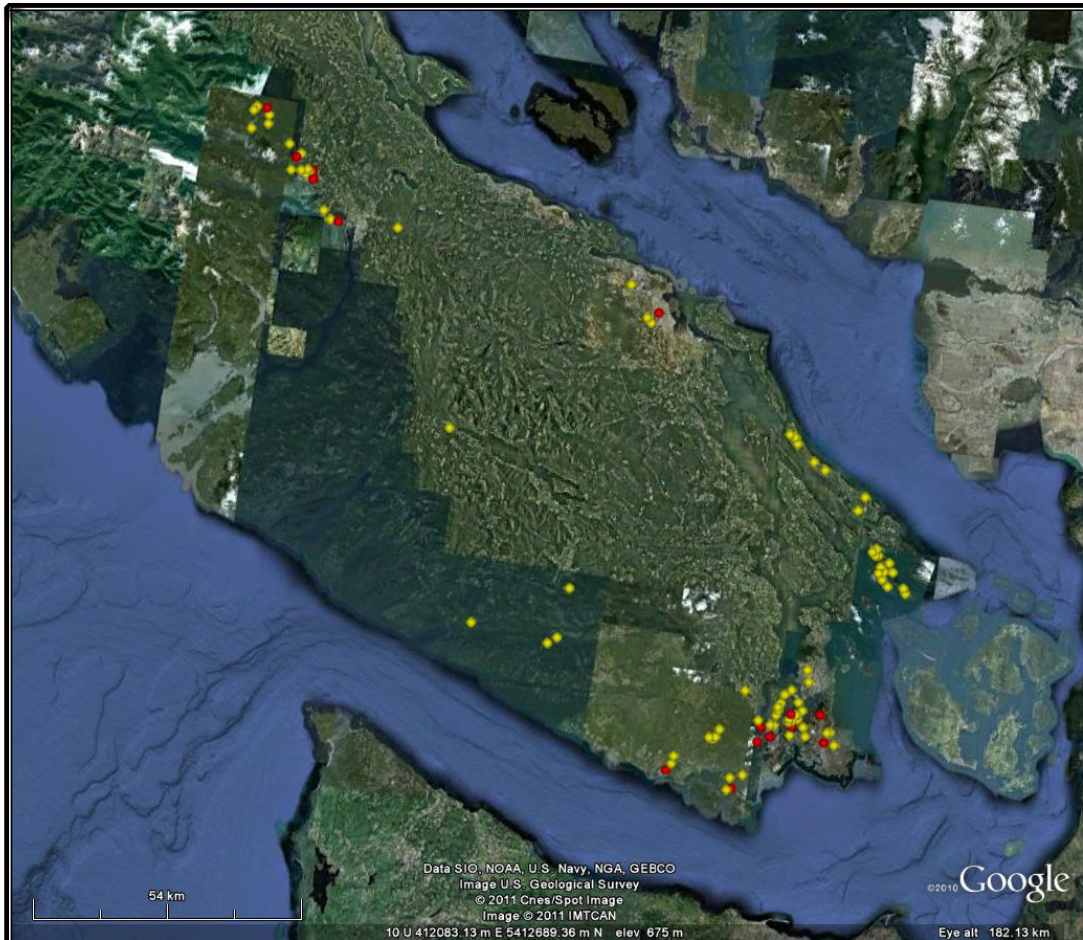 Data SIO, NOAA, U.S. Navy, NGA, GEBCO
Image U.S. Geological Survey
© 2011 Cnes/Spot Image
Image © 2011 IMTCAN
©2010 Google
54 km
10 U 412083.13 m E 5412689.36 m N elev 675 m
Eye alt 182.13 km